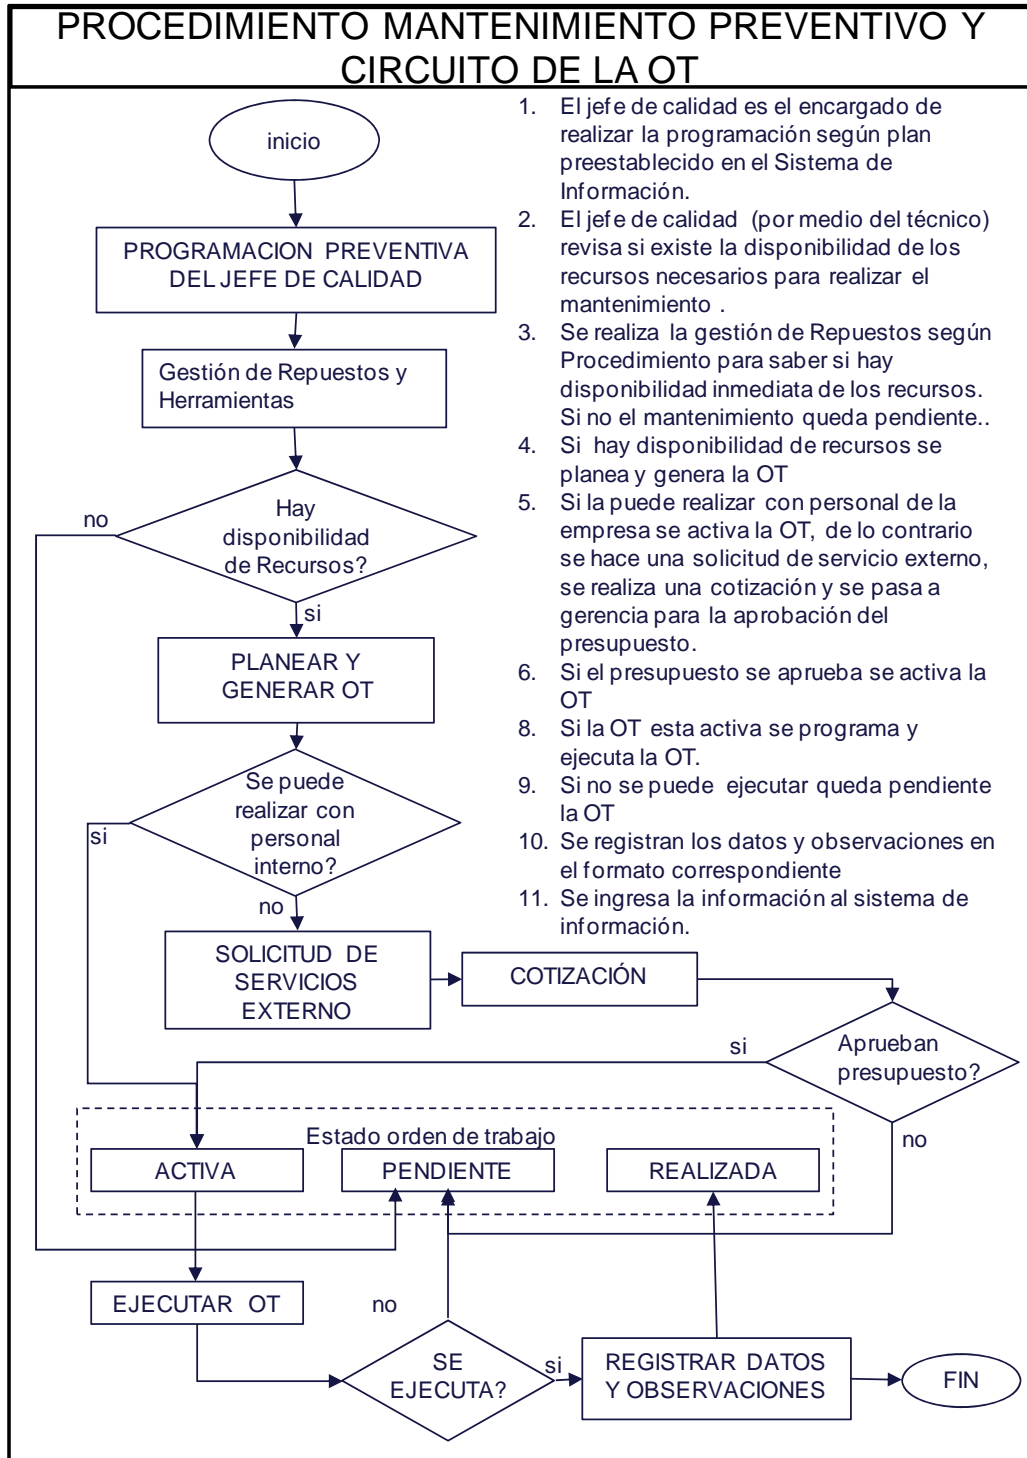 PROCEDIMIENTO MANTENIMIENTO PREVENTIVO Y
CIRCUITO DE LA OT
inicio
PROGRAMACION PREVENTIVA
DEL JEFE DE CALIDAD
Gestión de Repuestos y
Herramientas
Hay
disponibilidad
de Recursos?
no
si
PLANEAR Y
GENERAR OT
Se puede
realizar con
personal
interno?
si
no
SOLICITUD DE
SERVICIOS
EXTERNO
COTIZACIÓN
Aprueban
presupuesto?
si
no
Estado orden de trabajo
ACTIVA
PENDIENTE
REALIZADA
EJECUTAR OT
no
SE
EJECUTA?
si
REGISTRAR DATOS
Y OBSERVACIONES
FIN
1. El jefe de calidad es el encargado de
realizar la programación según plan
preestablecido en el Sistema de
Información.
2. El jefe de calidad (por medio del técnico)
revisa si existe la disponibilidad de los
recursos necesarios para realizar el
mantenimiento .
3. Se realiza la gestión de Repuestos según
Procedimiento para saber si hay
disponibilidad inmediata de los recursos.
Si no el mantenimiento queda pendiente..
4. Si hay disponibilidad de recursos se
planea y genera la OT
5. Si la puede realizar con personal de la
empresa se activa la OT, de lo contrario
se hace una solicitud de servicio externo,
se realiza una cotización y se pasa a
gerencia para la aprobación del
presupuesto.
6. Si el presupuesto se aprueba se activa la
OT
8. Si la OT esta activa se programa y
ejecuta la OT.
9. Si no se puede ejecutar queda pendiente
la OT
10. Se registran los datos y observaciones en
el formato correspondiente
11. Se ingresa la información al sistema de
información.